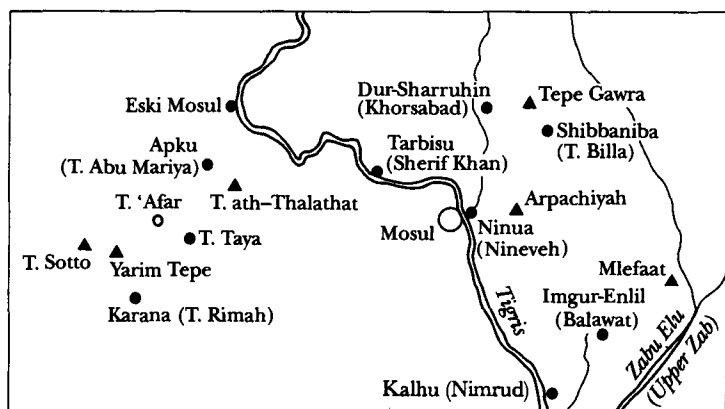 Eski Mosul
Dur-Sharruhin
(Khorsabad)
Tepe Gawra
Shibbaniba
(T. Billa)
Apku
(T. Abu Mariya)
Tarbisu
(Sherif Khan)
T. ath–Thalathat
T. ‘Afar
T. Taya
Mosul
Ninua
(Nineveh)
Arpachiyah
T. Sotto
Yarim Tepe
Karana (T. Rimah)
Tigris
Mlefaat
Imgur-Enlil
(Balawat)
Zabu Elu
(Upper Zab)
Kalhu (Nimrud)